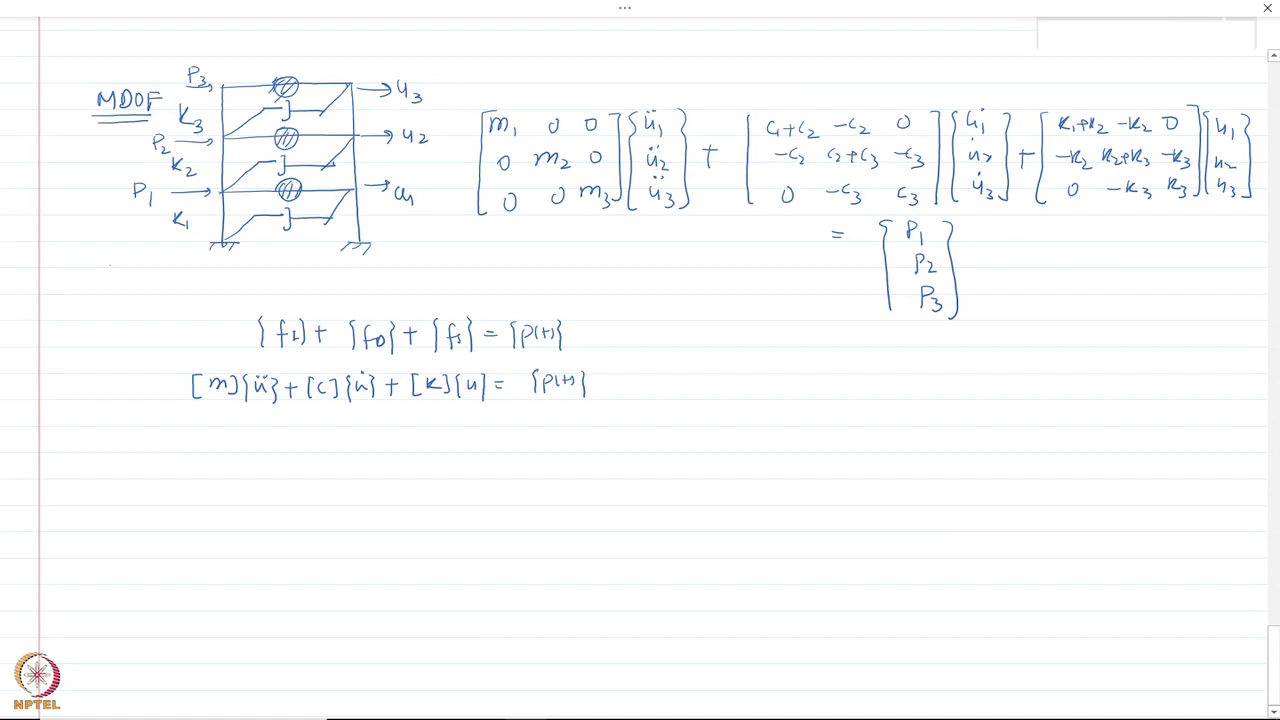 MDOF
P3
K3
u3
P2
K2
u2
P1
K1
u1
[m1 0 0; 0 m2 0; 0 0 m3] {ü1 ü2 ü3} + [c1+c2 -c2 0; -c2 c2+c3 -c3; 0 -c3 c3] {u̇1 u̇2 u̇3} + [k1+k2 -k2 0; -k2 k2+k3 -k3; 0 -k3 k3] {u1 u2 u3}
= {P1 P2 P3}
{fI} + {fD} + {fs} = {p(t)}
[m]{ü} + [c]{u̇} + [k]{u} = {p(t)}
NPTEL